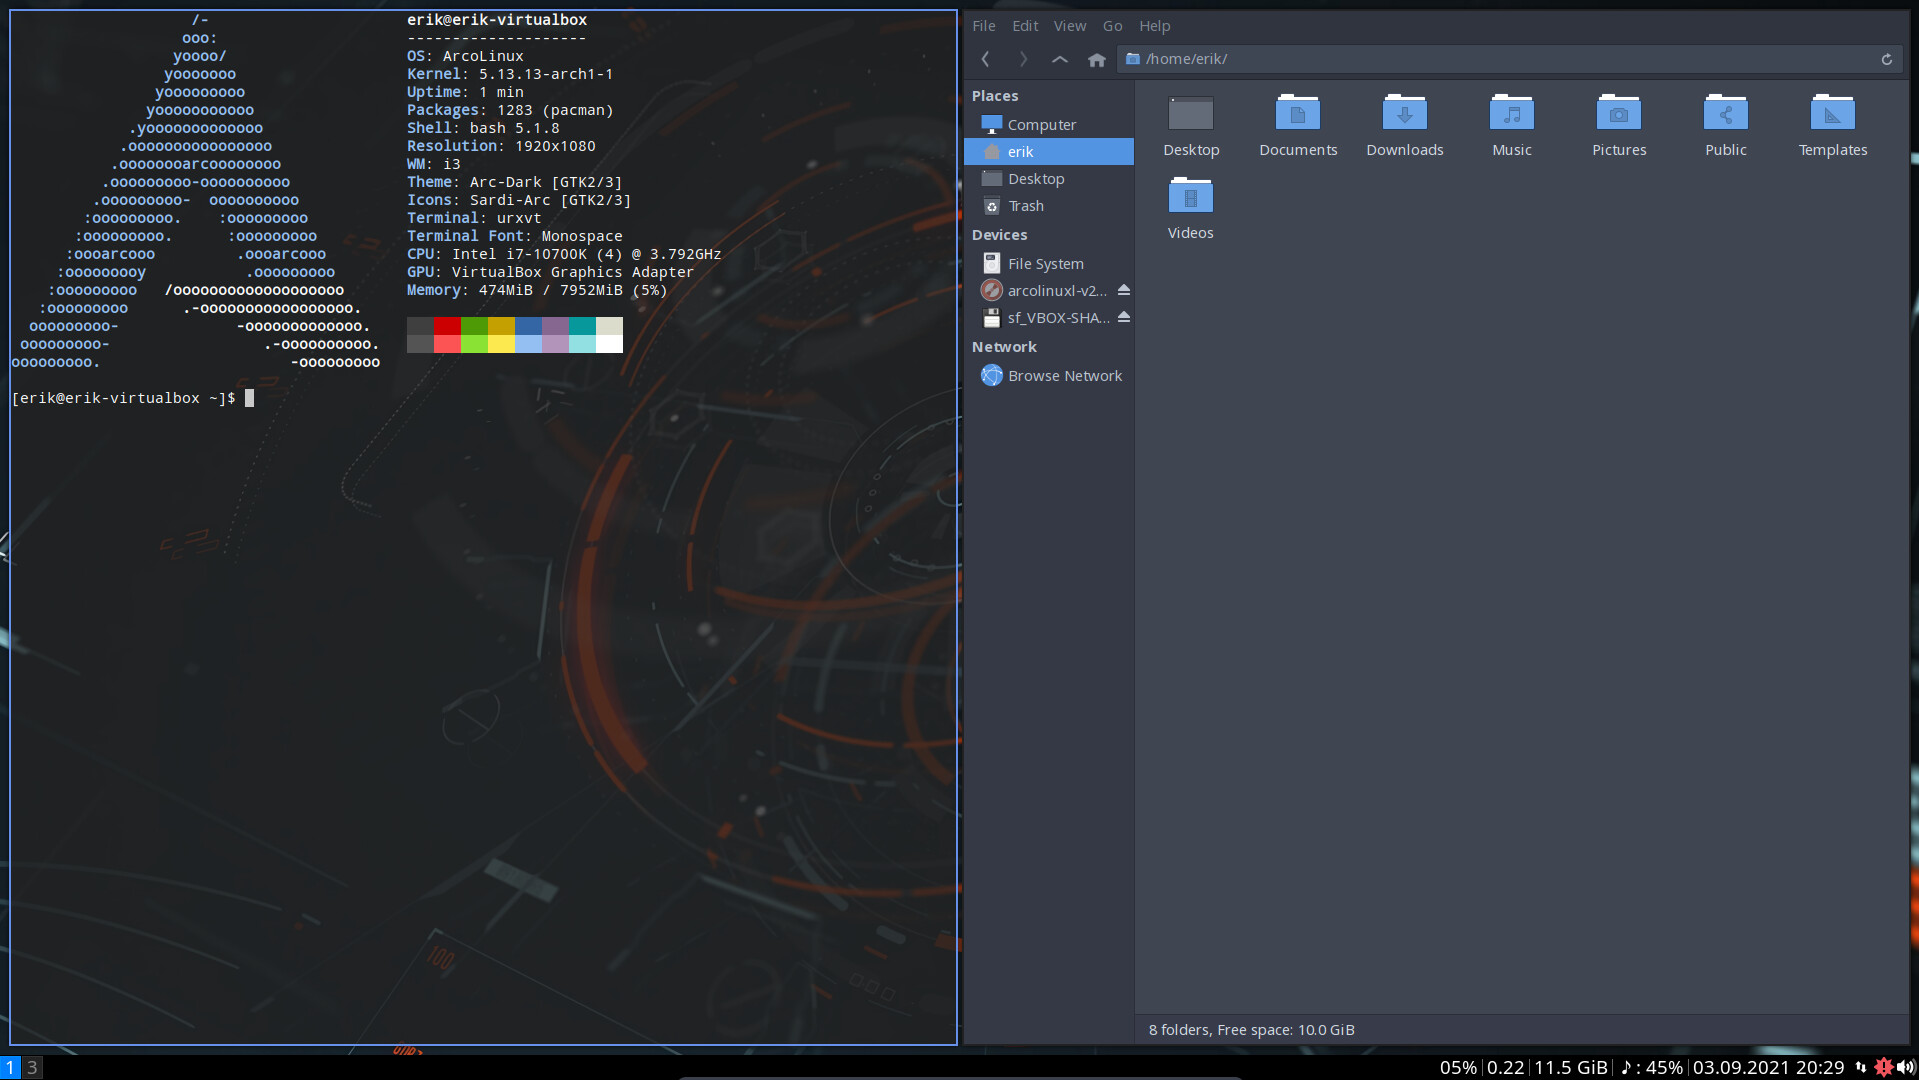 /-
ooo:
yoooo/
yooooooo
yooooooooo
yooooooooooo
.yooooooooooooo
.oooooooooooooooo
.oooooooarcoooooooo
.ooooooooo-oooooooooo
.ooooooooo-  oooooooooo
:ooooooooo.    :ooooooooo
:ooooooooo.      :ooooooooo
:oooarcooo         .oooarcooo
:ooooooooy           .ooooooooo
:ooooooooo   /ooooooooooooooooooo
:ooooooooo      .-ooooooooooooooooo.
ooooooooo-             -ooooooooooooo.
ooooooooo-                 .-oooooooooo.
ooooooooo.                     -ooooooooo
erik@erik-virtualbox
--------------------
OS: ArcoLinux
Kernel: 5.13.13-arch1-1
Uptime: 1 min
Packages: 1283 (pacman)
Shell: bash 5.1.8
Resolution: 1920x1080
WM: i3
Theme: Arc-Dark [GTK2/3]
Icons: Sardi-Arc [GTK2/3]
Terminal: urxvt
Terminal Font: Monospace
CPU: Intel i7-10700K (4) @ 3.792GHz
GPU: VirtualBox Graphics Adapter
Memory: 474MiB / 7952MiB (5%)
[erik@erik-virtualbox ~]$
100
File Edit View Go Help
/home/erik/
Places
Computer
erik
Desktop
Trash
Devices
File System
arcolinuxl-v2...
sf_VBOX-SHA...
Network
Browse Network
Desktop Documents Downloads Music Pictures Public Templates
Videos
8 folders, Free space: 10.0 GiB
1 3
05% 0.22 11.5 GiB ♪: 45% 03.09.2021 20:29